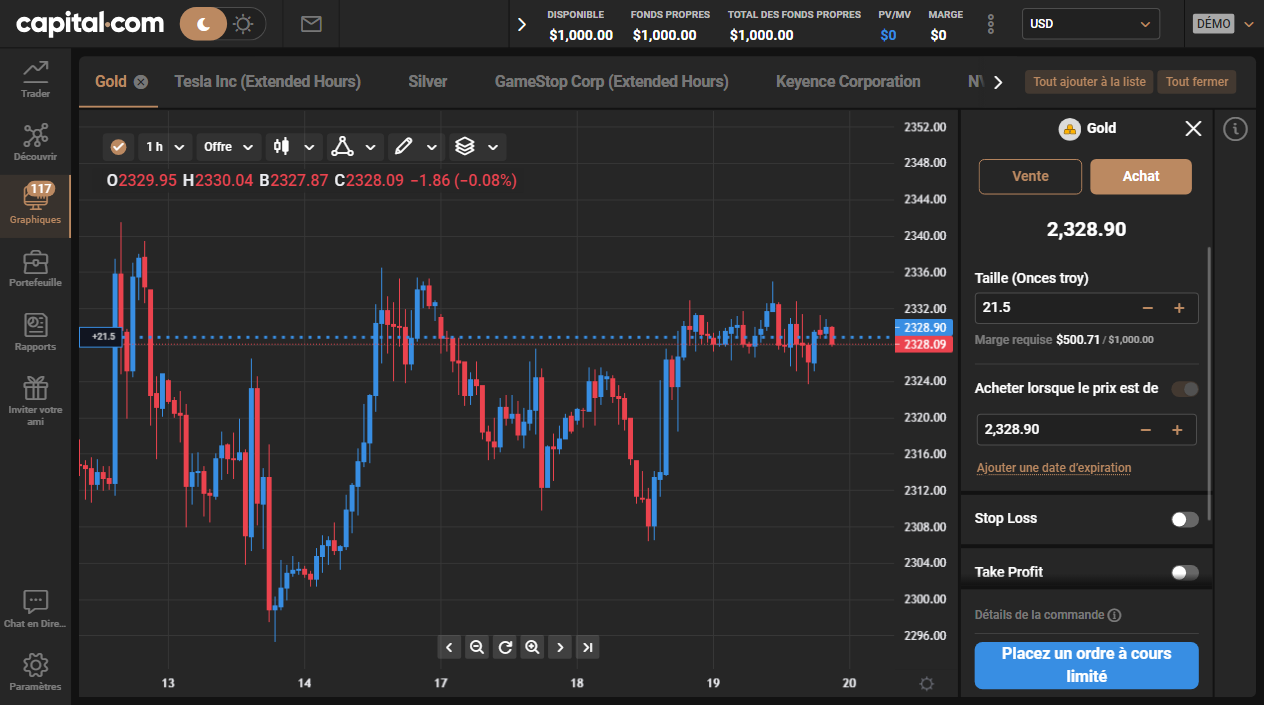 capital.com
DISPONIBLE
$1,000.00
FONDS PROPRES
$1,000.00
TOTAL DES FONDS PROPRES
$1,000.00
PV/MV
$0
MARGE
$0
USD
DÉMO
Trader
Découvrir
117
Graphiques
Portefeuille
Rapports
Inviter votre
ami
Chat en Dire...
Paramètres
Gold
Tesla Inc (Extended Hours)
Silver
GameStop Corp (Extended Hours)
Keyence Corporation
Tout ajouter à la liste
Tout fermer
1 h
Offre
O2329.95 H2330.04 B2327.87 C2328.09 −1.86 (−0.08%)
+21.5
2352.00
2348.00
2344.00
2340.00
2336.00
2332.00
2328.90
2328.09
2324.00
2320.00
2316.00
2312.00
2308.00
2304.00
2300.00
2296.00
13
14
17
18
19
20
Gold
Vente
Achat
2,328.90
Taille (Onces troy)
21.5
Marge requise $500.71 / $1,000.00
Acheter lorsque le prix est de
2,328.90
Ajouter une date d'expiration
Stop Loss
Take Profit
Détails de la commande
Placez un ordre à cours
limité